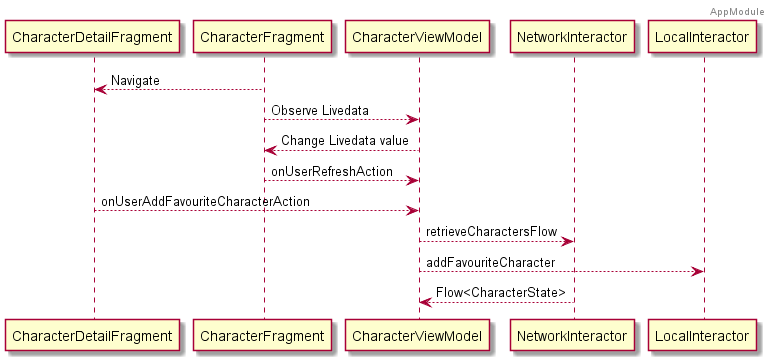 AppModule
CharacterDetailFragment
CharacterFragment
CharacterViewModel
NetworkInteractor
LocalInteractor
Navigate
Observe Livedata
Change Livedata value
onUserRefreshAction
onUserAddFavouriteCharacterAction
retrieveCharactersFlow
addFavouriteCharacter
Flow<CharacterState>
CharacterDetailFragment
CharacterFragment
CharacterViewModel
NetworkInteractor
LocalInteractor